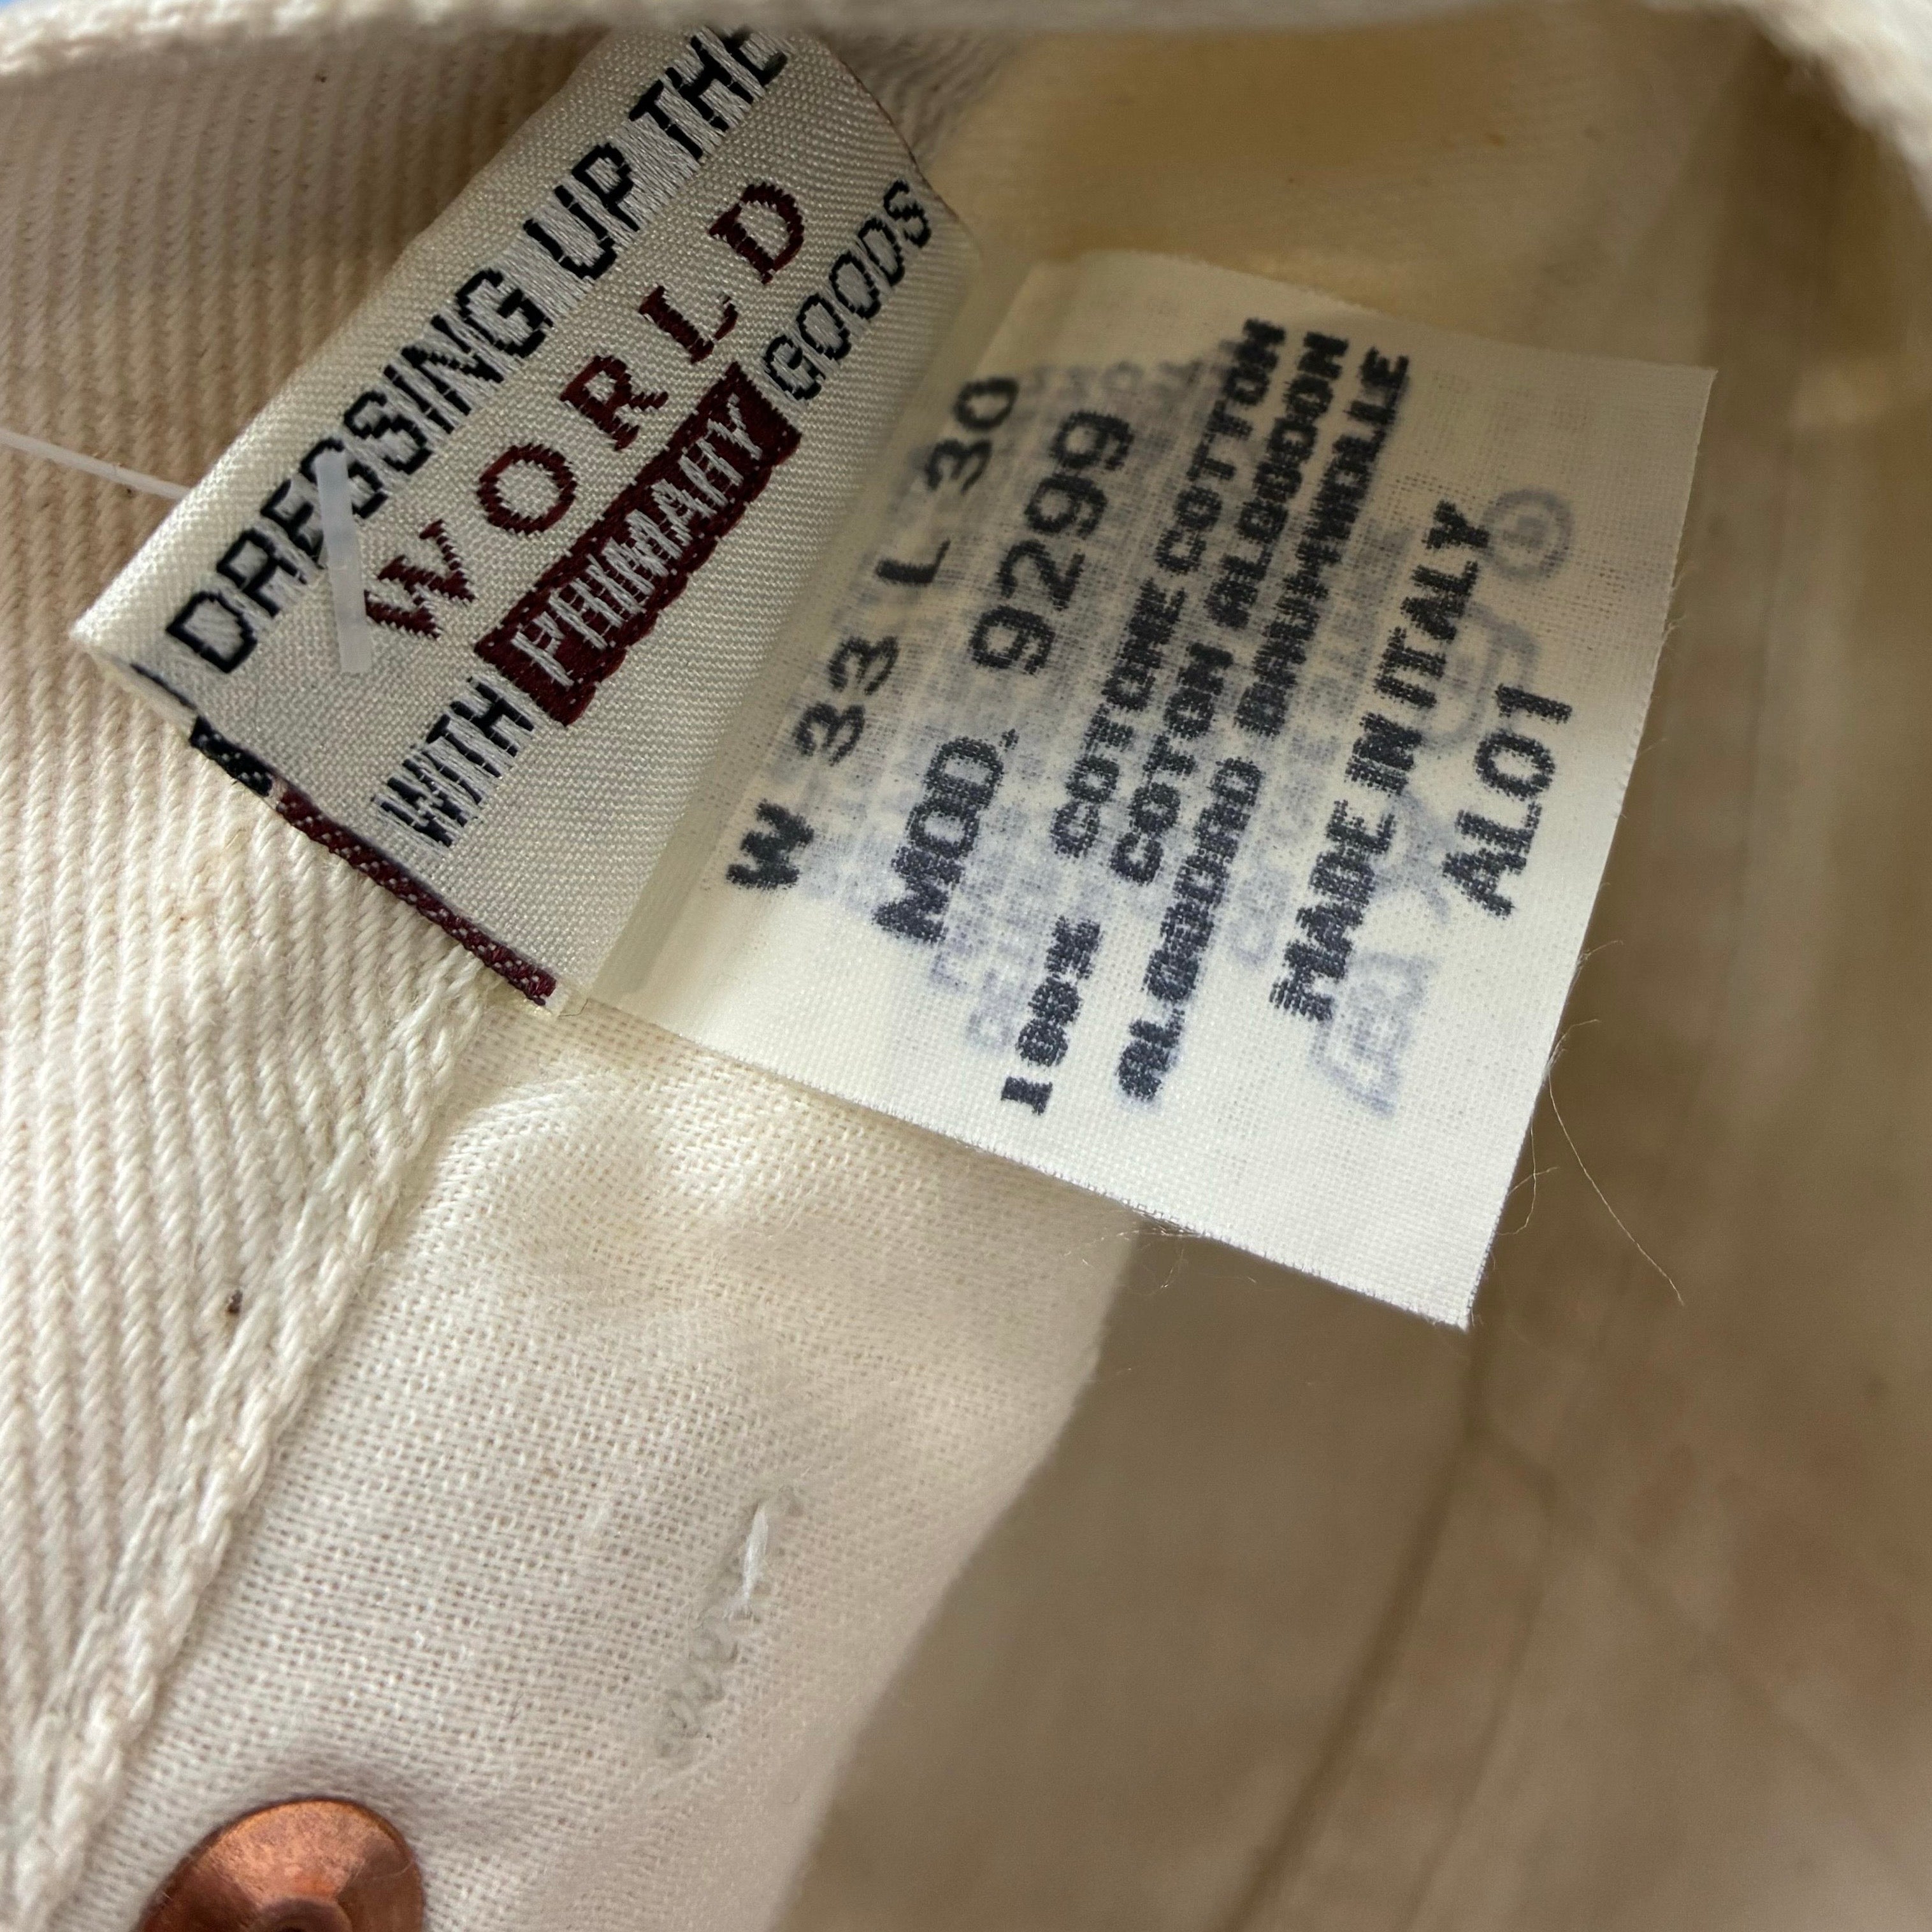 DRESSING UP THE
WORLD
WITH PRIMARY GOODS
W 33 L 30
MOD. 9299
100% COTONE COTTON
COTON ALGODON
ALGODOAO BAUMWOLLE
MADE IN ITALY
AL01